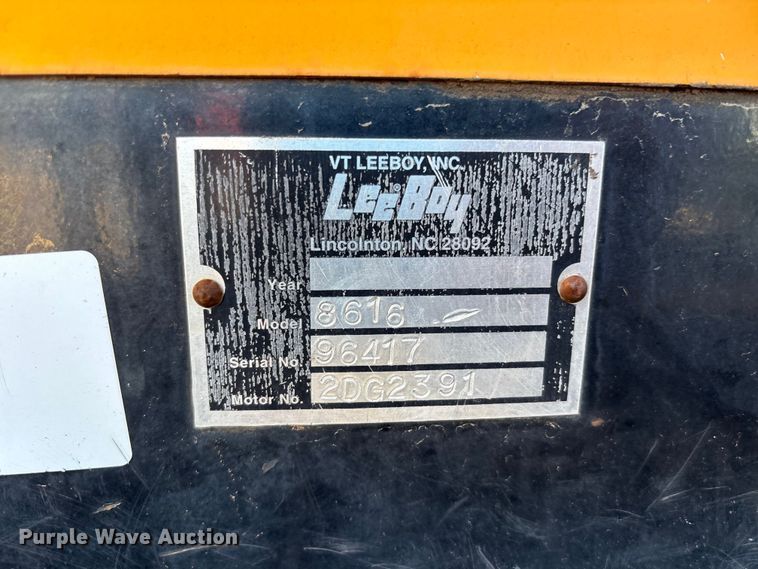 VT LEEBOY, INC.
LeeBoy
Lincolnton, NC 28092
Year
Model 8616
Serial No. 96417
Motor No. 2DG2391
Purple Wave Auction